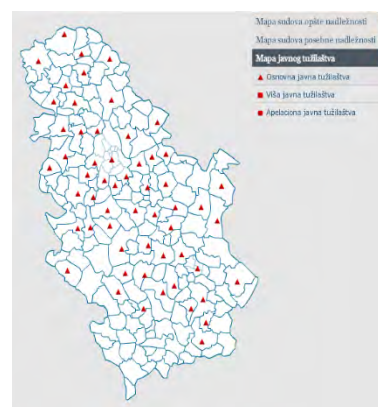 Mapa sudova opšte nadležnosti
Mapa sudova posebne nadležnosti
Mapa javnog tužilaštva
Osnovna javna tužilaštva
Viša javna tužilaštva
Apelaciona javna tužilaštva